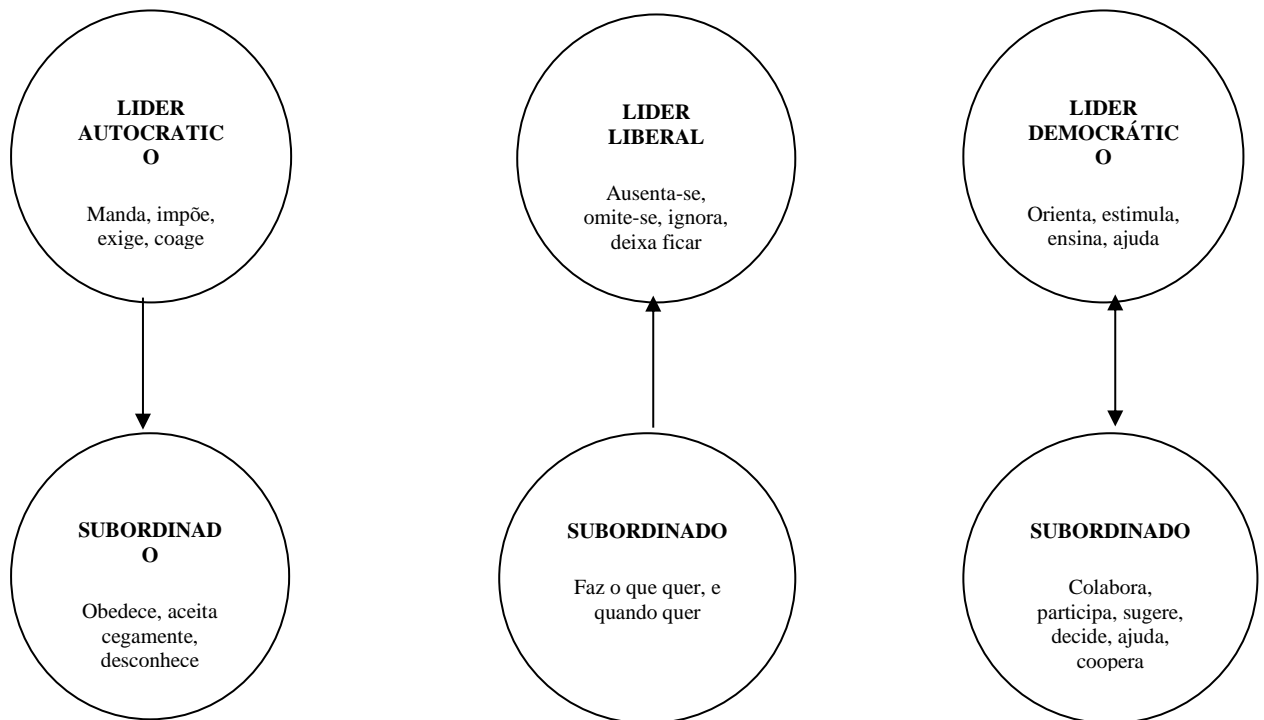 LIDER
AUTOCRATIC
O
Manda, impõe,
exige, coage
LIDER
LIBERAL
Ausenta-se,
omite-se, ignora,
deixa ficar
LIDER
DEMOCRÁTIC
O
Orienta, estimula,
ensina, ajuda
SUBORDINAD
O
Obedece, aceita
cegamente,
desconhece
SUBORDINADO
Faz o que quer, e
quando quer
SUBORDINADO
Colabora,
participa, sugere,
decide, ajuda,
coopera